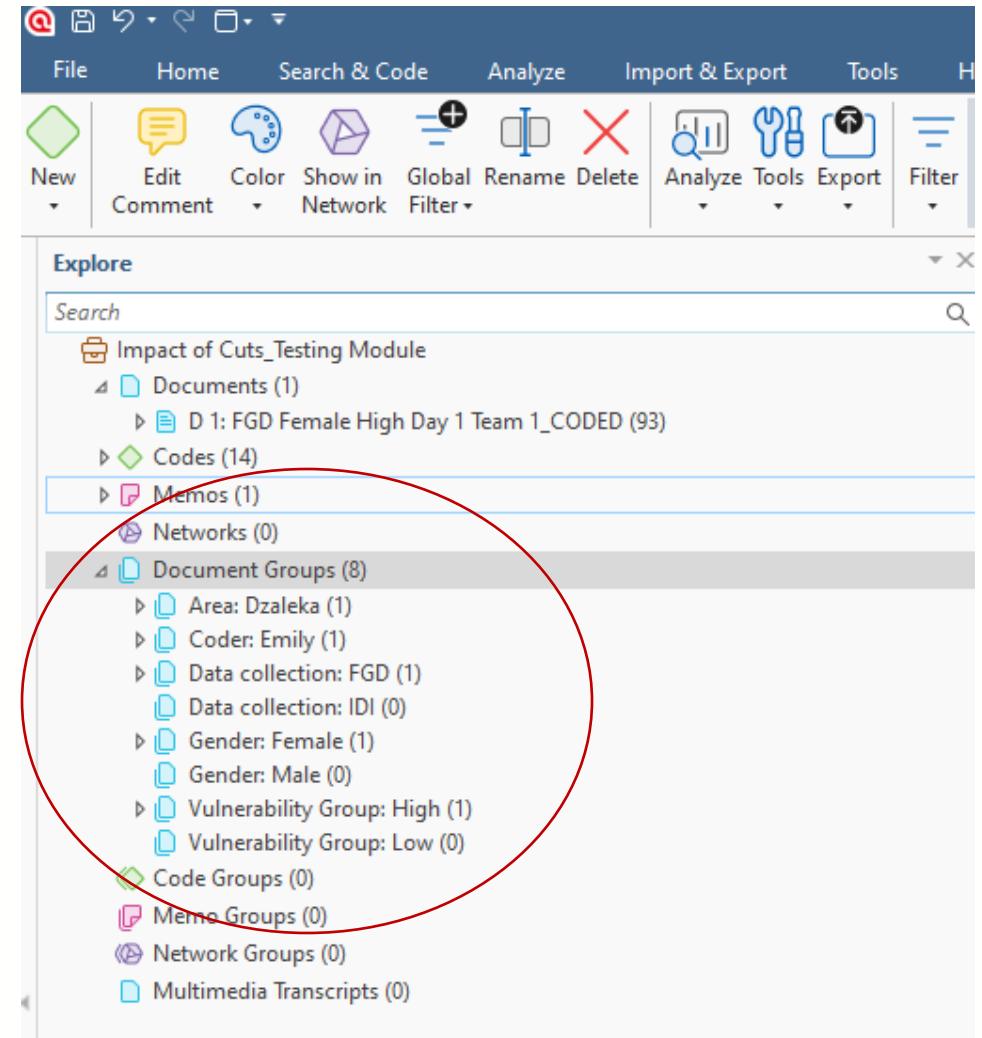 File Home Search & Code Analyze Import & Export Tools H
New Edit Comment Color Show in Network Global Filter Rename Delete Analyze Tools Export Filter
Explore
Search
Impact of Cuts_Testing Module
Documents (1)
D 1: FGD Female High Day 1 Team 1_CODED (93)
Codes (14)
Memos (1)
Networks (0)
Document Groups (8)
Area: Dzaleka (1)
Coder: Emily (1)
Data collection: FGD (1)
Data collection: IDI (0)
Gender: Female (1)
Gender: Male (0)
Vulnerability Group: High (1)
Vulnerability Group: Low (0)
Code Groups (0)
Memo Groups (0)
Network Groups (0)
Multimedia Transcripts (0)